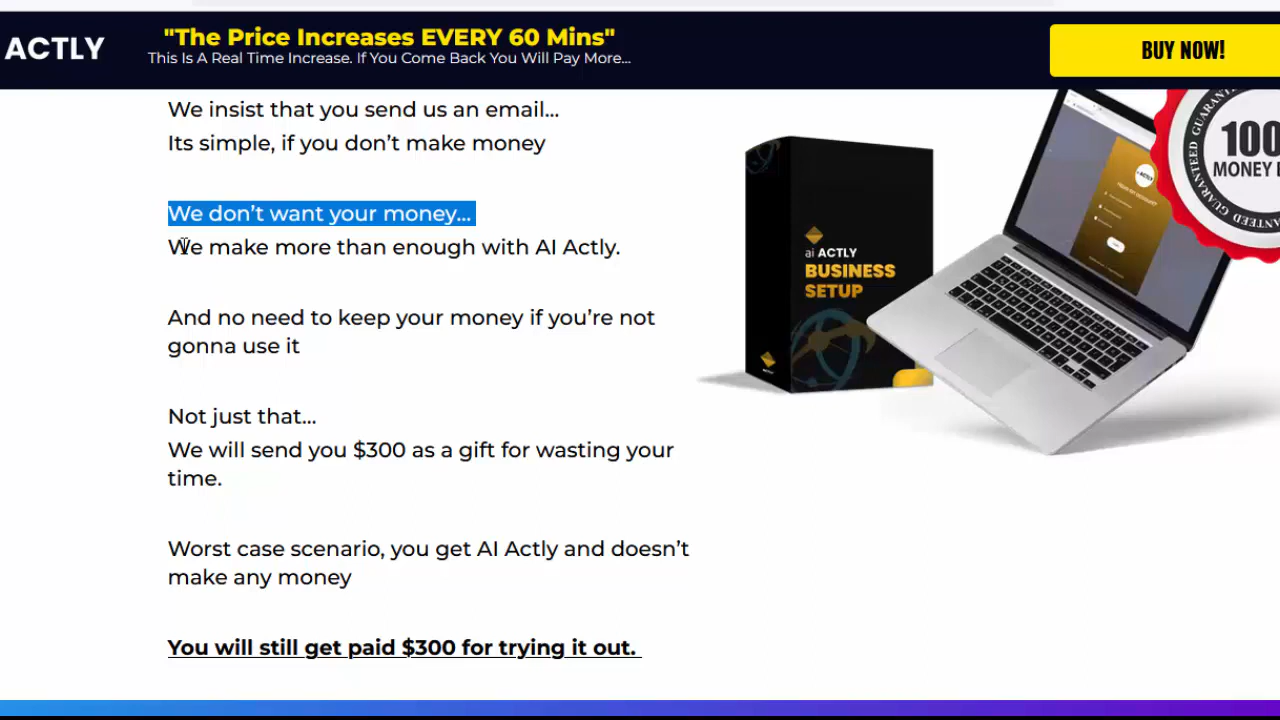 ACTLY
"The Price Increases EVERY 60 Mins"
This Is A Real Time Increase. If You Come Back You Will Pay More...
BUY NOW!
We insist that you send us an email...
Its simple, if you don't make money
We don't want your money...
We make more than enough with AI Actly.
And no need to keep your money if you're not
gonna use it
Not just that...
We will send you $300 as a gift for wasting your
time.
Worst case scenario, you get AI Actly and doesn't
make any money
You will still get paid $300 for trying it out.
ai ACTLY
BUSINESS
SETUP
100
MONEY
GUARANTEED